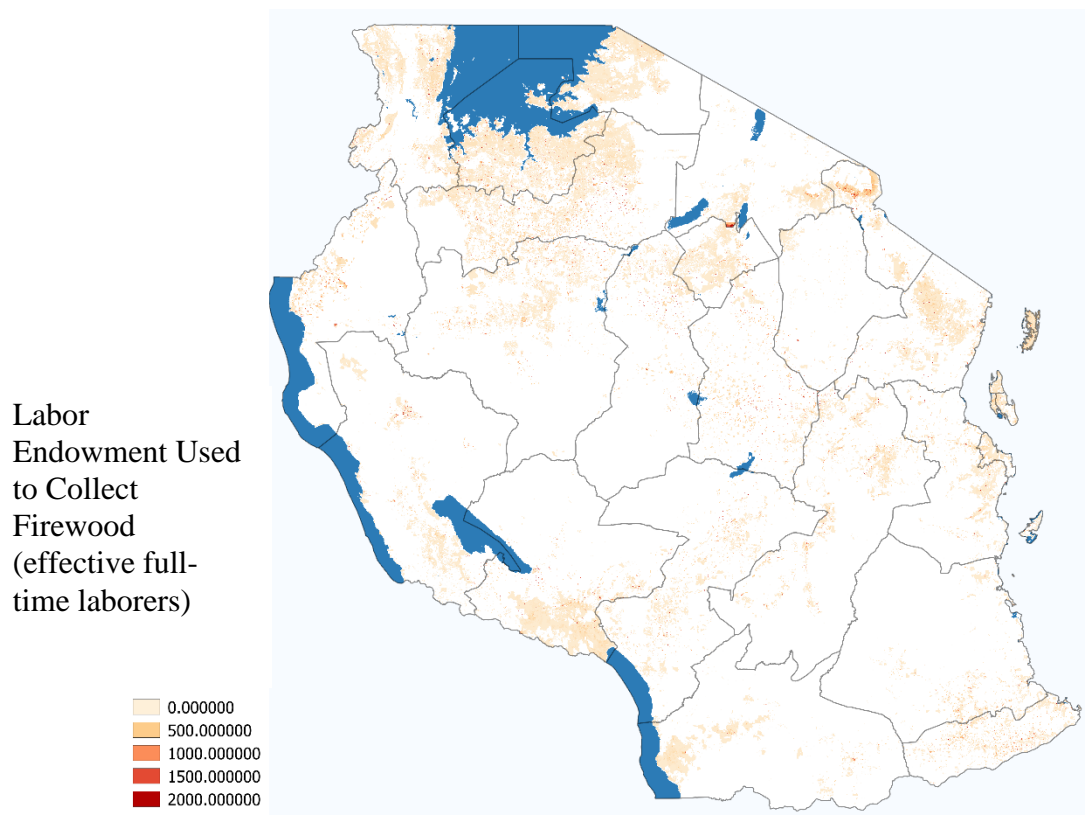 Labor
Endowment Used
to Collect
Firewood
(effective full-
time laborers)
0.000000
500.000000
1000.000000
1500.000000
2000.000000